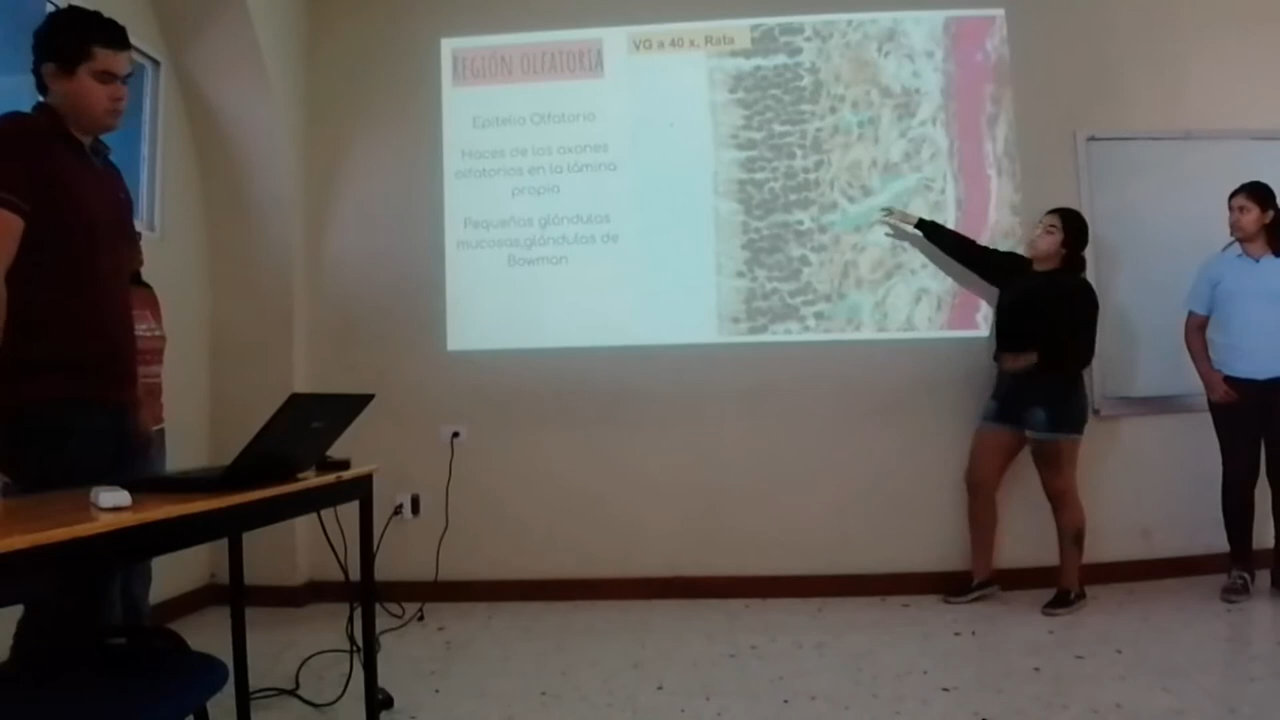 REGIÓN OLFATORIA
VG a 40 x, Rata
Epitelio Olfatorio
Haces de los axones
olfatorios en la lámina
propia
Pequeñas glándulas
mucosas,glándulas de
Bowman